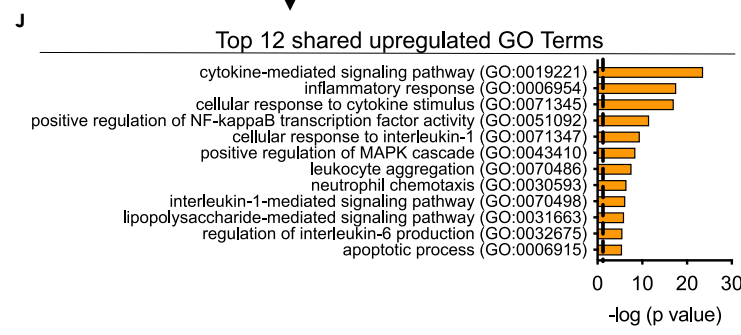 J
Top 12 shared upregulated GO Terms
cytokine-mediated signaling pathway (GO:0019221)
inflammatory response (GO:0006954)
cellular response to cytokine stimulus (GO:0071345)
positive regulation of NF-kappaB transcription factor activity (GO:0051092)
cellular response to interleukin-1 (GO:0071347)
positive regulation of MAPK cascade (GO:0043410)
leukocyte aggregation (GO:0070486)
neutrophil chemotaxis (GO:0030593)
interleukin-1-mediated signaling pathway (GO:0070498)
lipopolysaccharide-mediated signaling pathway (GO:0031663)
regulation of interleukin-6 production (GO:0032675)
apoptotic process (GO:0006915)
0 10 20 30
-log (p value)